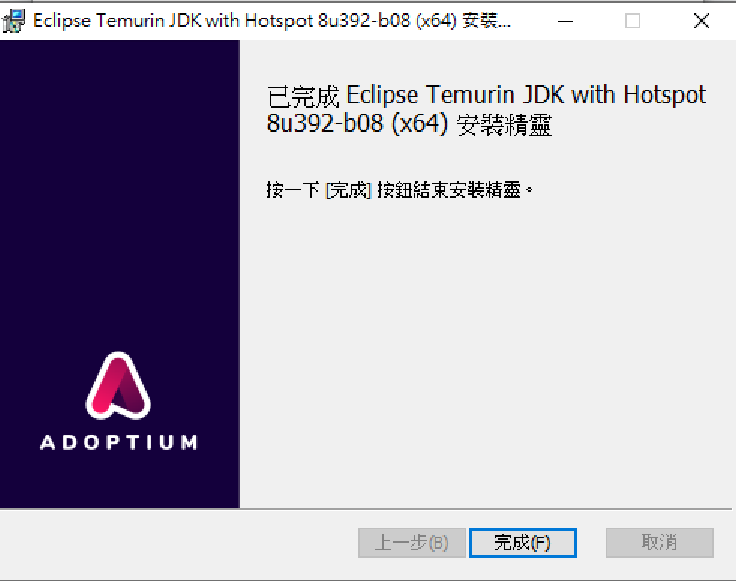 Eclipse Temurin JDK with Hotspot 8u392-b08 (x64) 安裝...
已完成 Eclipse Temurin JDK with Hotspot
8u392-b08 (x64) 安裝精靈
按一下 [完成] 按鈕結束安裝精靈。
ADOPTIUM
上一步(B)
完成(F)
取消